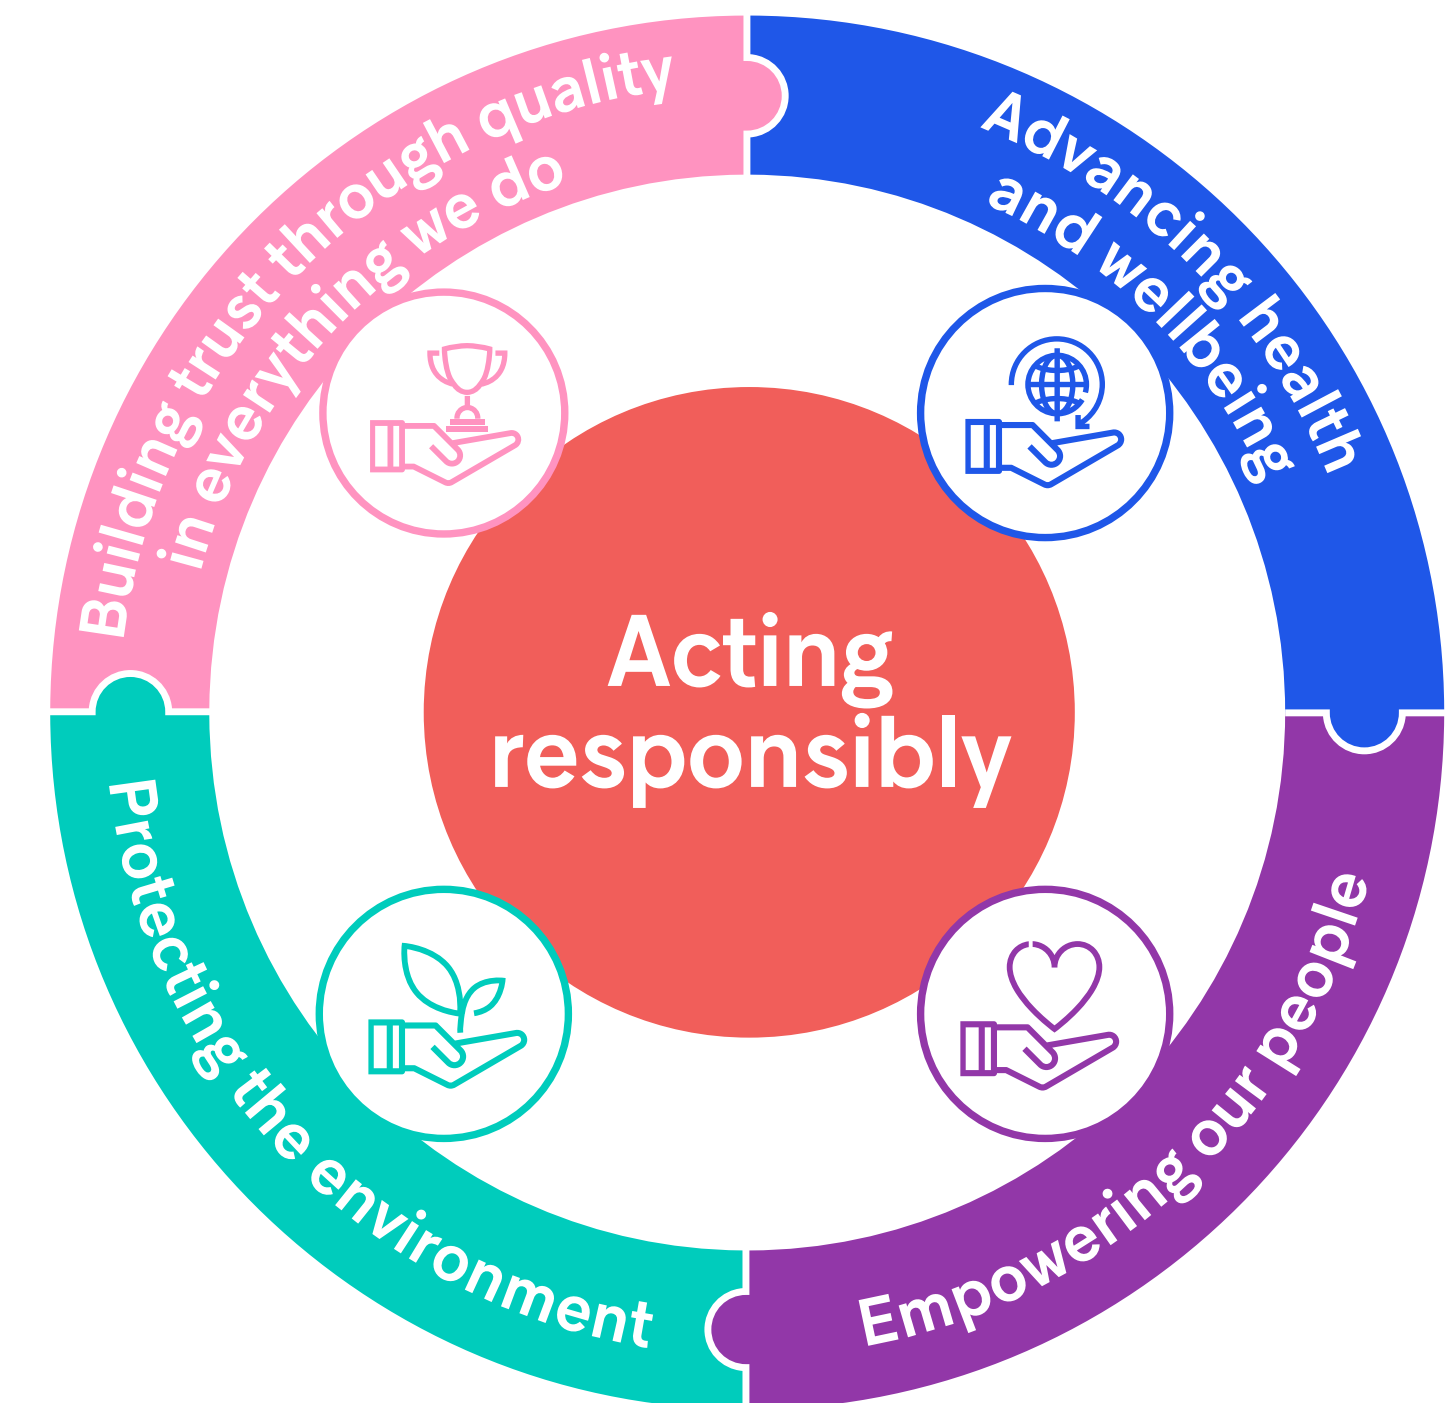 Building trust through quality
in everything we do
Advancing health
and wellbeing
Acting
responsibly
Protecting the environment
Empowering our people